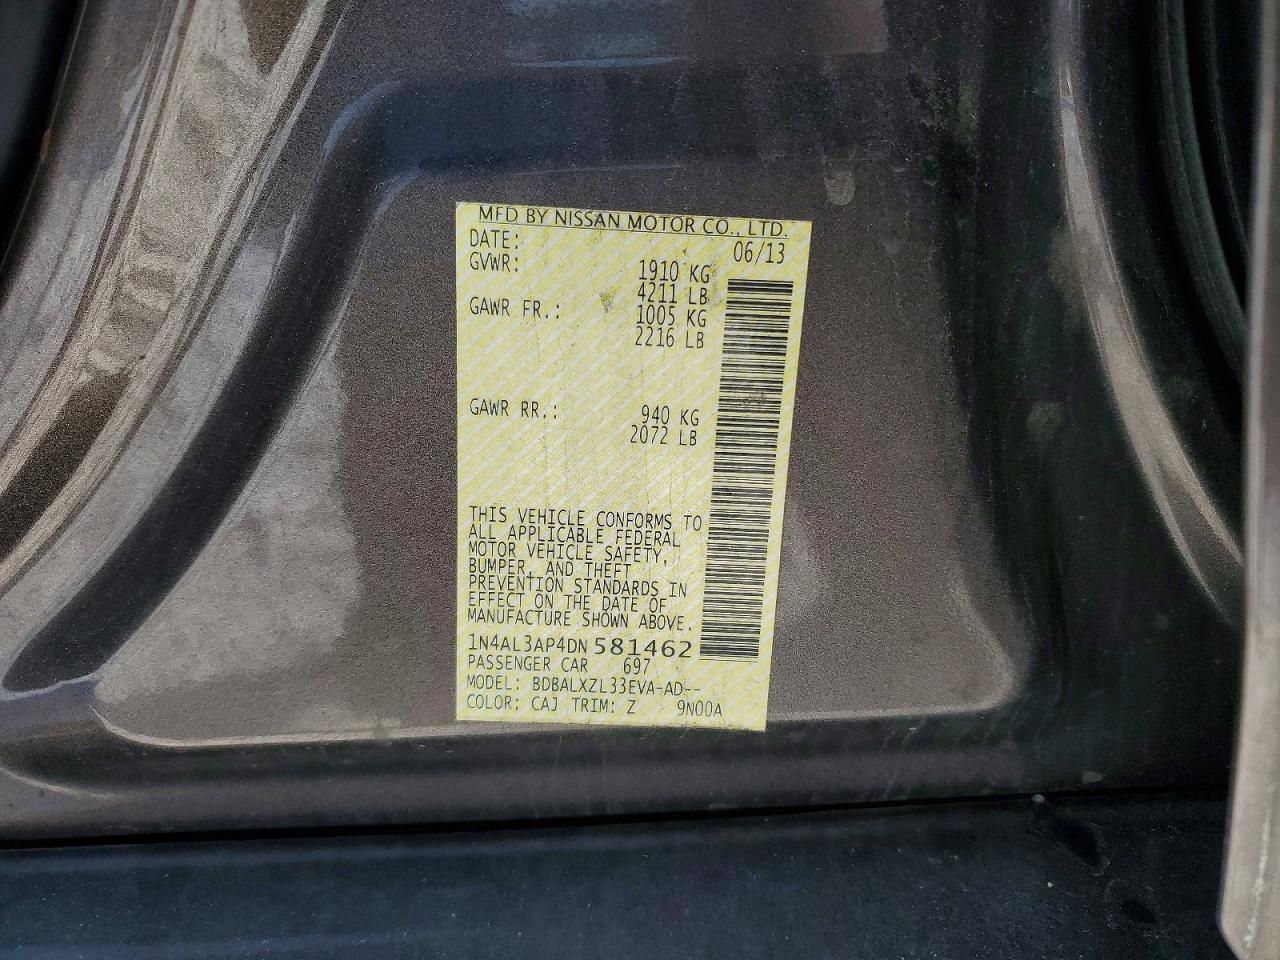 MFD BY NISSAN MOTOR CO., LTD.
DATE: 06/13
GVWR: 1910 KG
4211 LB
GAWR FR.: 1005 KG
2216 LB
GAWR RR.: 940 KG
2072 LB
THIS VEHICLE CONFORMS TO
ALL APPLICABLE FEDERAL
MOTOR VEHICLE SAFETY,
BUMPER, AND THEFT
PREVENTION STANDARDS IN
EFFECT ON THE DATE OF
MANUFACTURE SHOWN ABOVE.
1N4AL3AP4DN 581462
PASSENGER CAR 697
MODEL: BDBALXZL33EVA-AD--
COLOR: CAJ TRIM: Z 9N00A